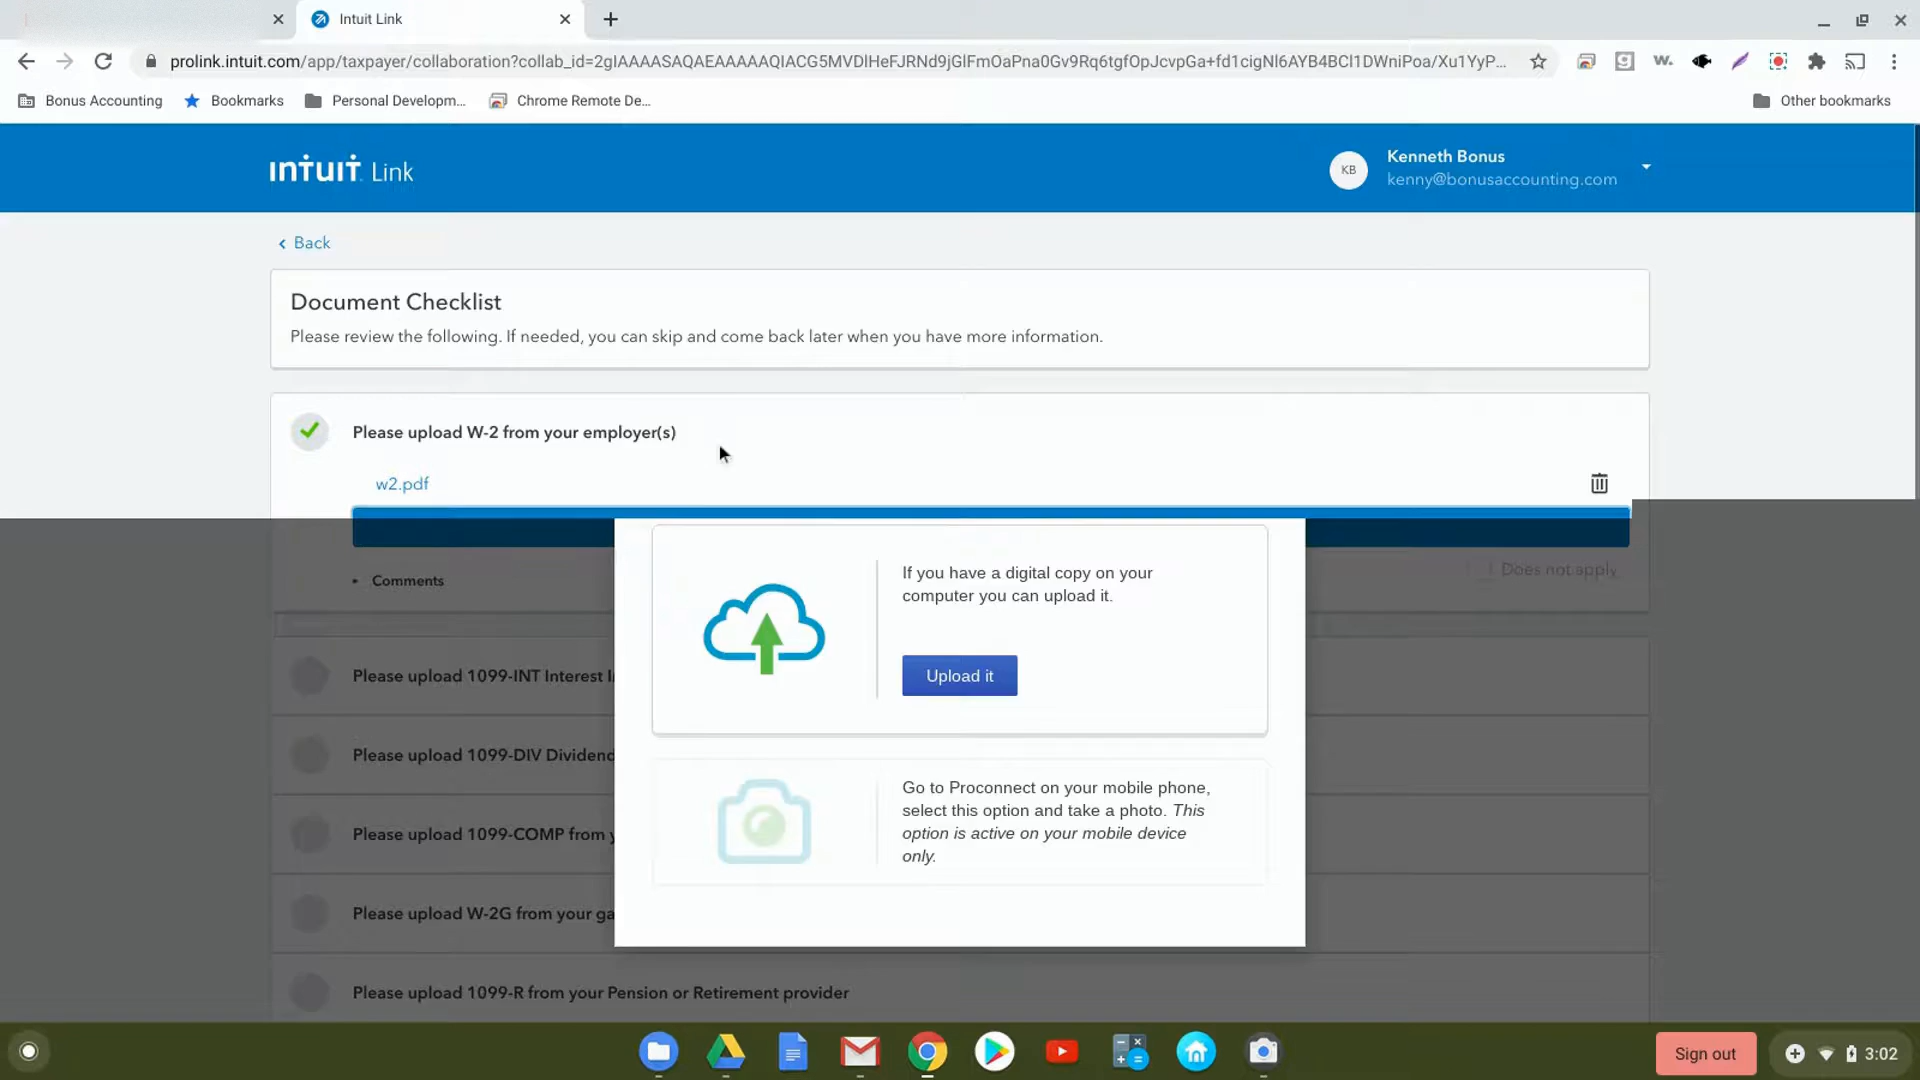 Intuit Link
prolink.intuit.com/app/taxpayer/collaboration?collab_id=2gIAAAASAQAEAAAAAQIACG5MVDlHeFJRNd9jGlFmOaPna0Gv9Rq6tgfOpJcvpGa+fd1cigNl6AYB4BCl1DWniPoa/Xu1YyP...
Bonus Accounting
Bookmarks
Personal Developm...
Chrome Remote De...
Other bookmarks
INTUIT Link
KB
Kenneth Bonus
kenny@bonusaccounting.com
Back
Document Checklist
Please review the following. If needed, you can skip and come back later when you have more information.
Please upload W-2 from your employer(s)
w2.pdf
Comments
Does not apply
If you have a digital copy on your
computer you can upload it.
Upload it
Please upload 1099-INT Interest I
Please upload 1099-DIV Dividend
Please upload 1099-COMP from y
Please upload W-2G from your ga
Go to Proconnect on your mobile phone,
select this option and take a photo. This
option is active on your mobile device
only.
Please upload 1099-R from your Pension or Retirement provider
Sign out
3:02